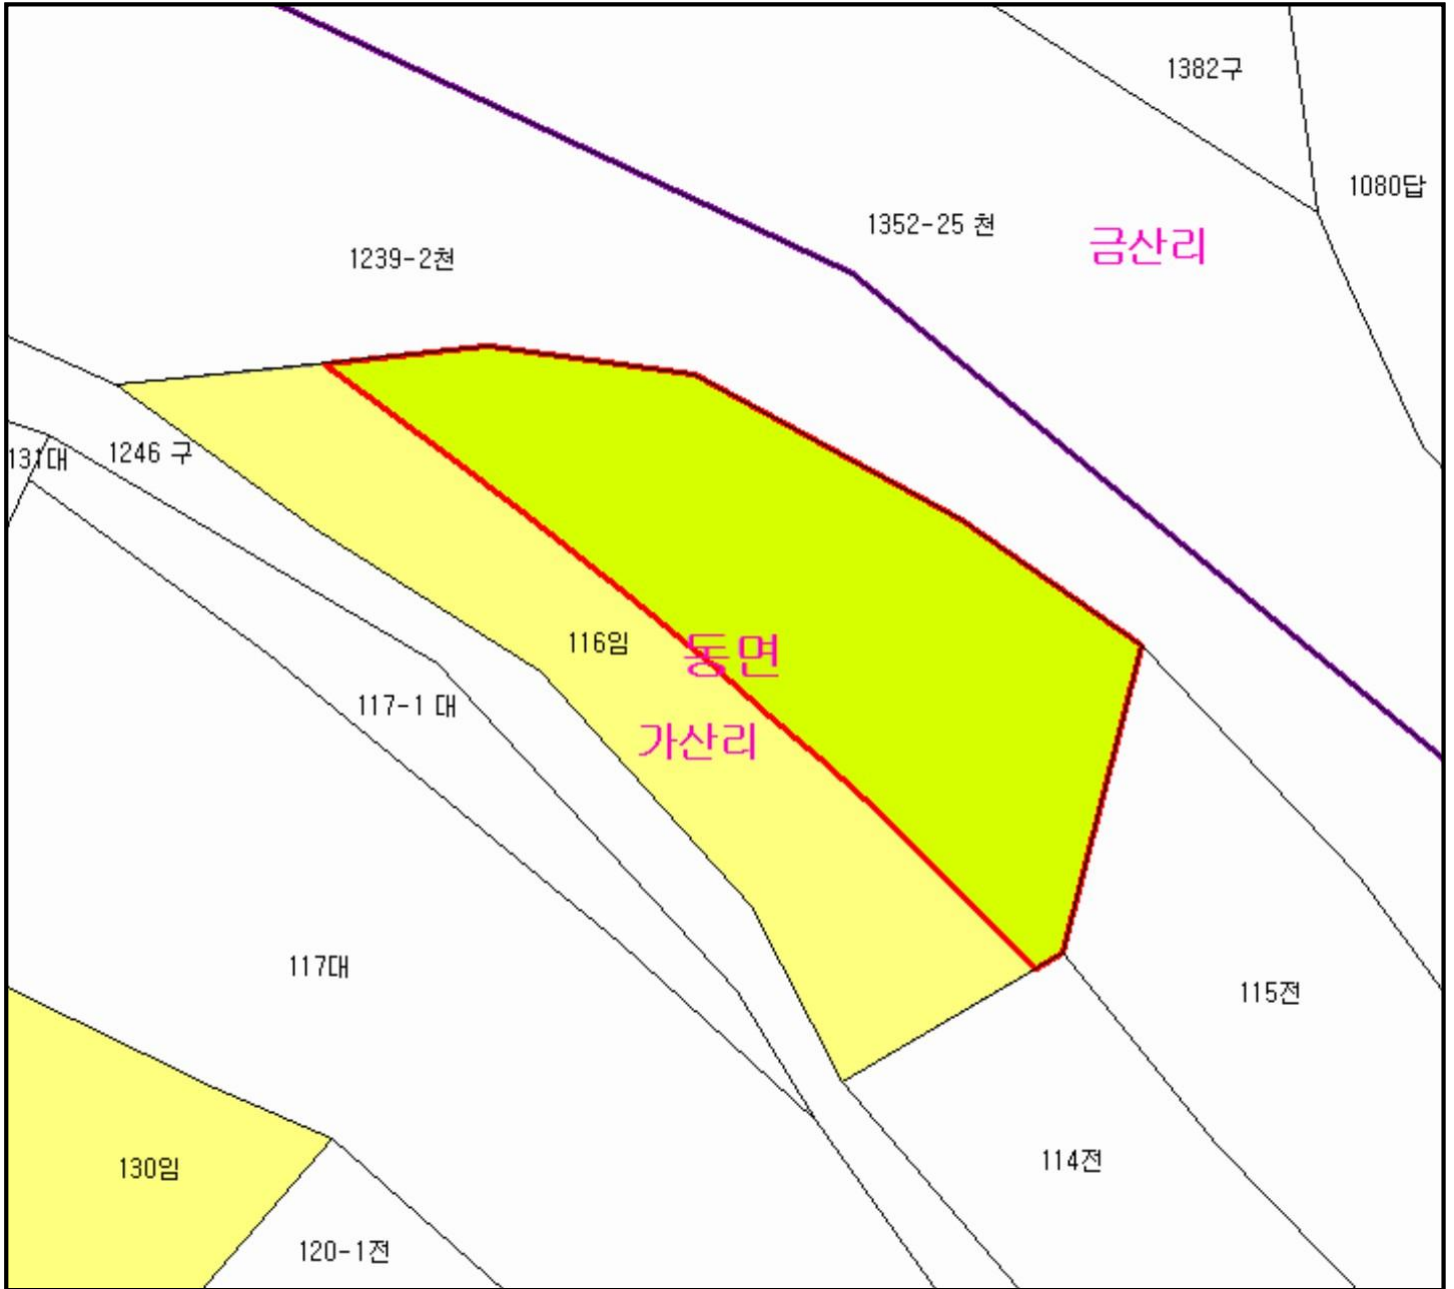 1382구
1080답
1352-25 천
금산리
1239-2천
131대
1246 구
116임
동면
117-1 대
가산리
117대
115전
130임
114전
120-1전